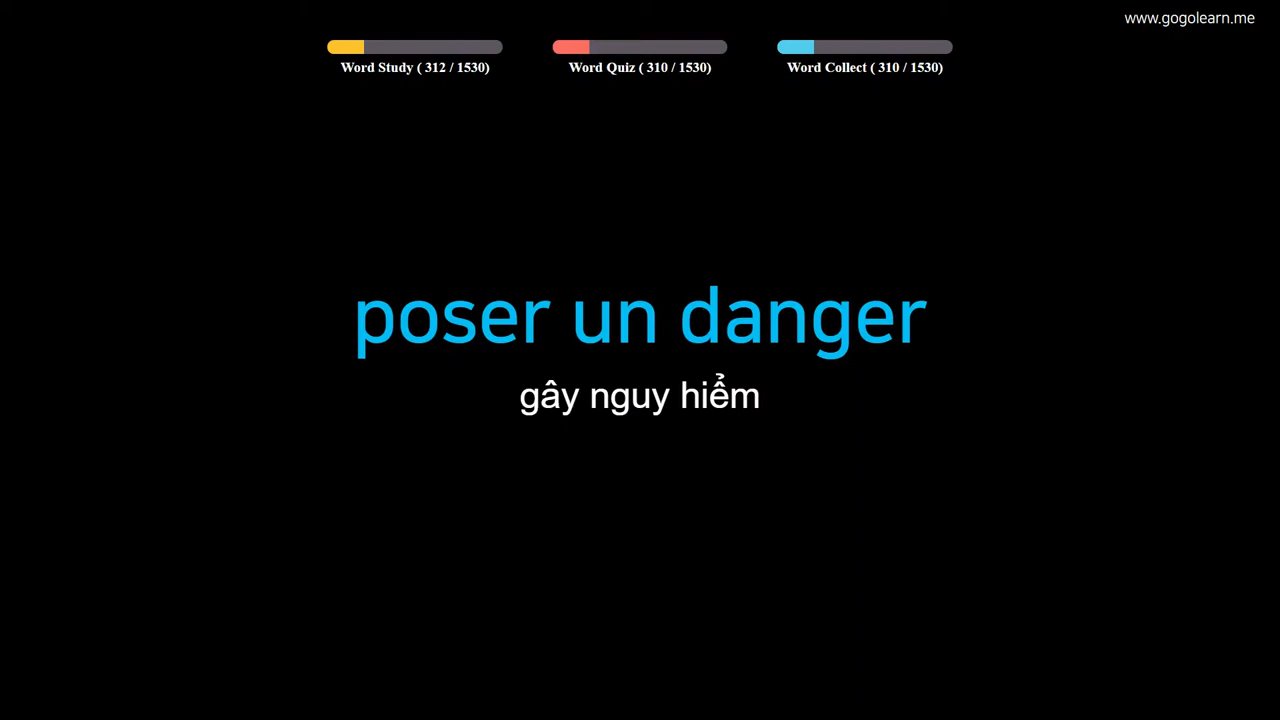 www.gogolearn.me
Word Study ( 312 / 1530)
Word Quiz ( 310 / 1530)
Word Collect ( 310 / 1530)
poser un danger
gây nguy hiểm